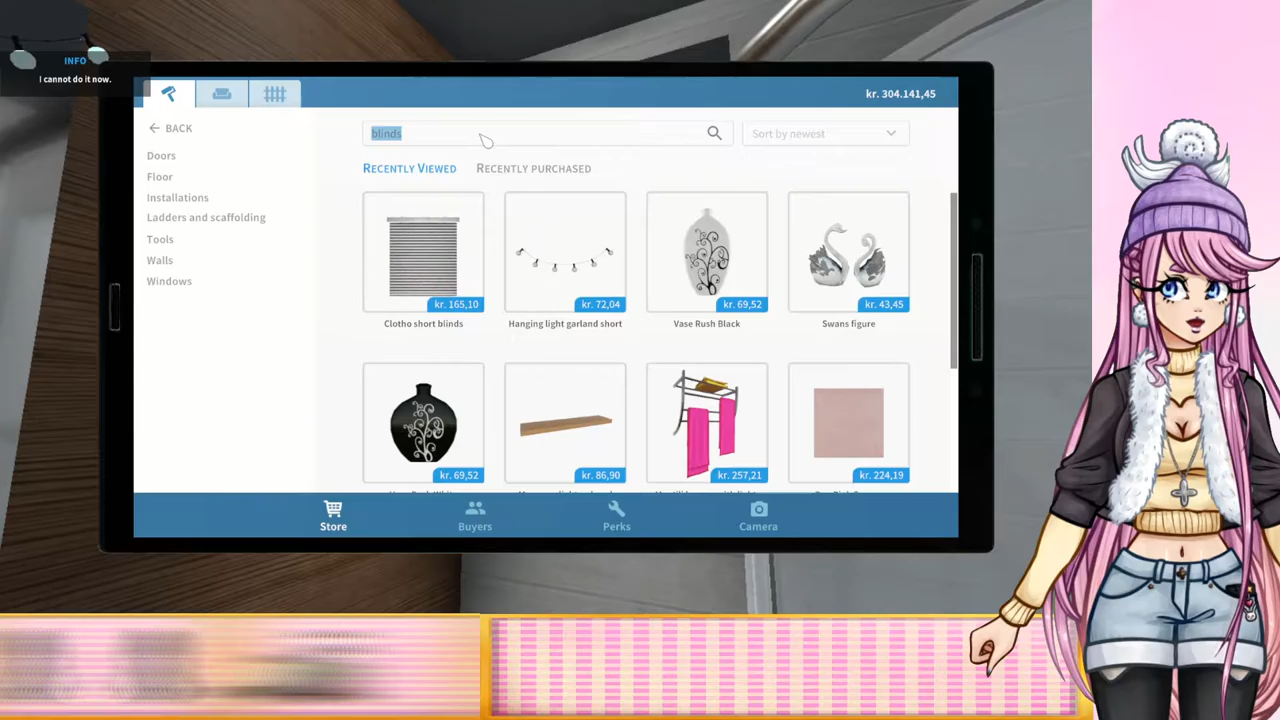 INFO
I cannot do it now.
kr. 304.141,45
BACK
Doors
Floor
Installations
Ladders and scaffolding
Tools
Walls
Windows
blinds
Sort by newest
RECENTLY VIEWED
RECENTLY PURCHASED
kr. 165,10
kr. 72,04
kr. 69,52
kr. 43,45
Clotho short blinds
Hanging light garland short
Vase Rush Black
Swans figure
kr. 69,52
kr. 86,90
kr. 257,21
kr. 224,19
Store
Buyers
Perks
Camera